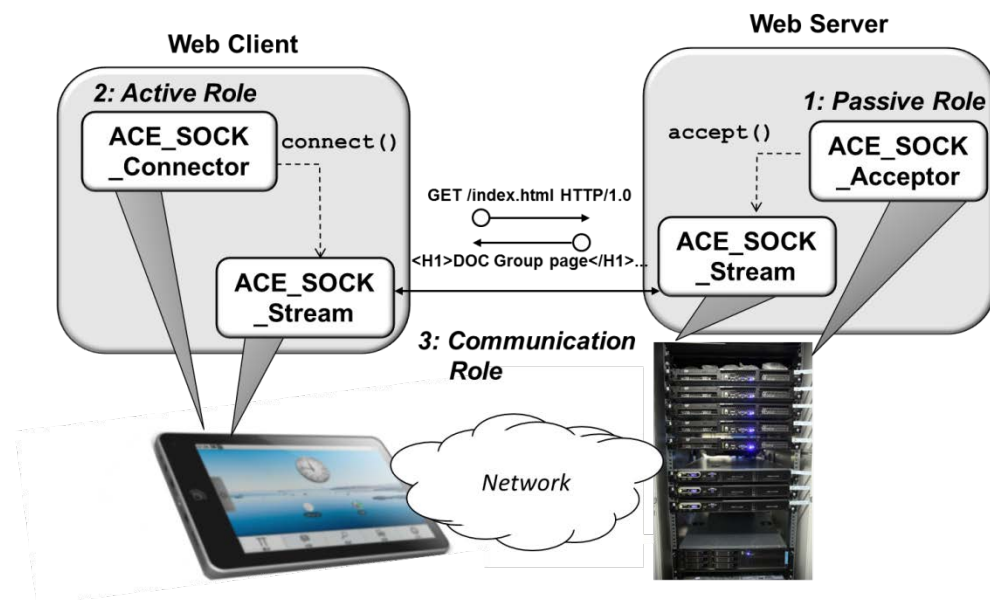 Web Client
Web Server
2: Active Role
1: Passive Role
ACE_SOCK
_Connector
connect()
accept()
ACE_SOCK
_Acceptor
GET /index.html HTTP/1.0
<H1>DOC Group page</H1>...
ACE_SOCK
_Stream
ACE_SOCK
_Stream
3: Communication
Role
Network